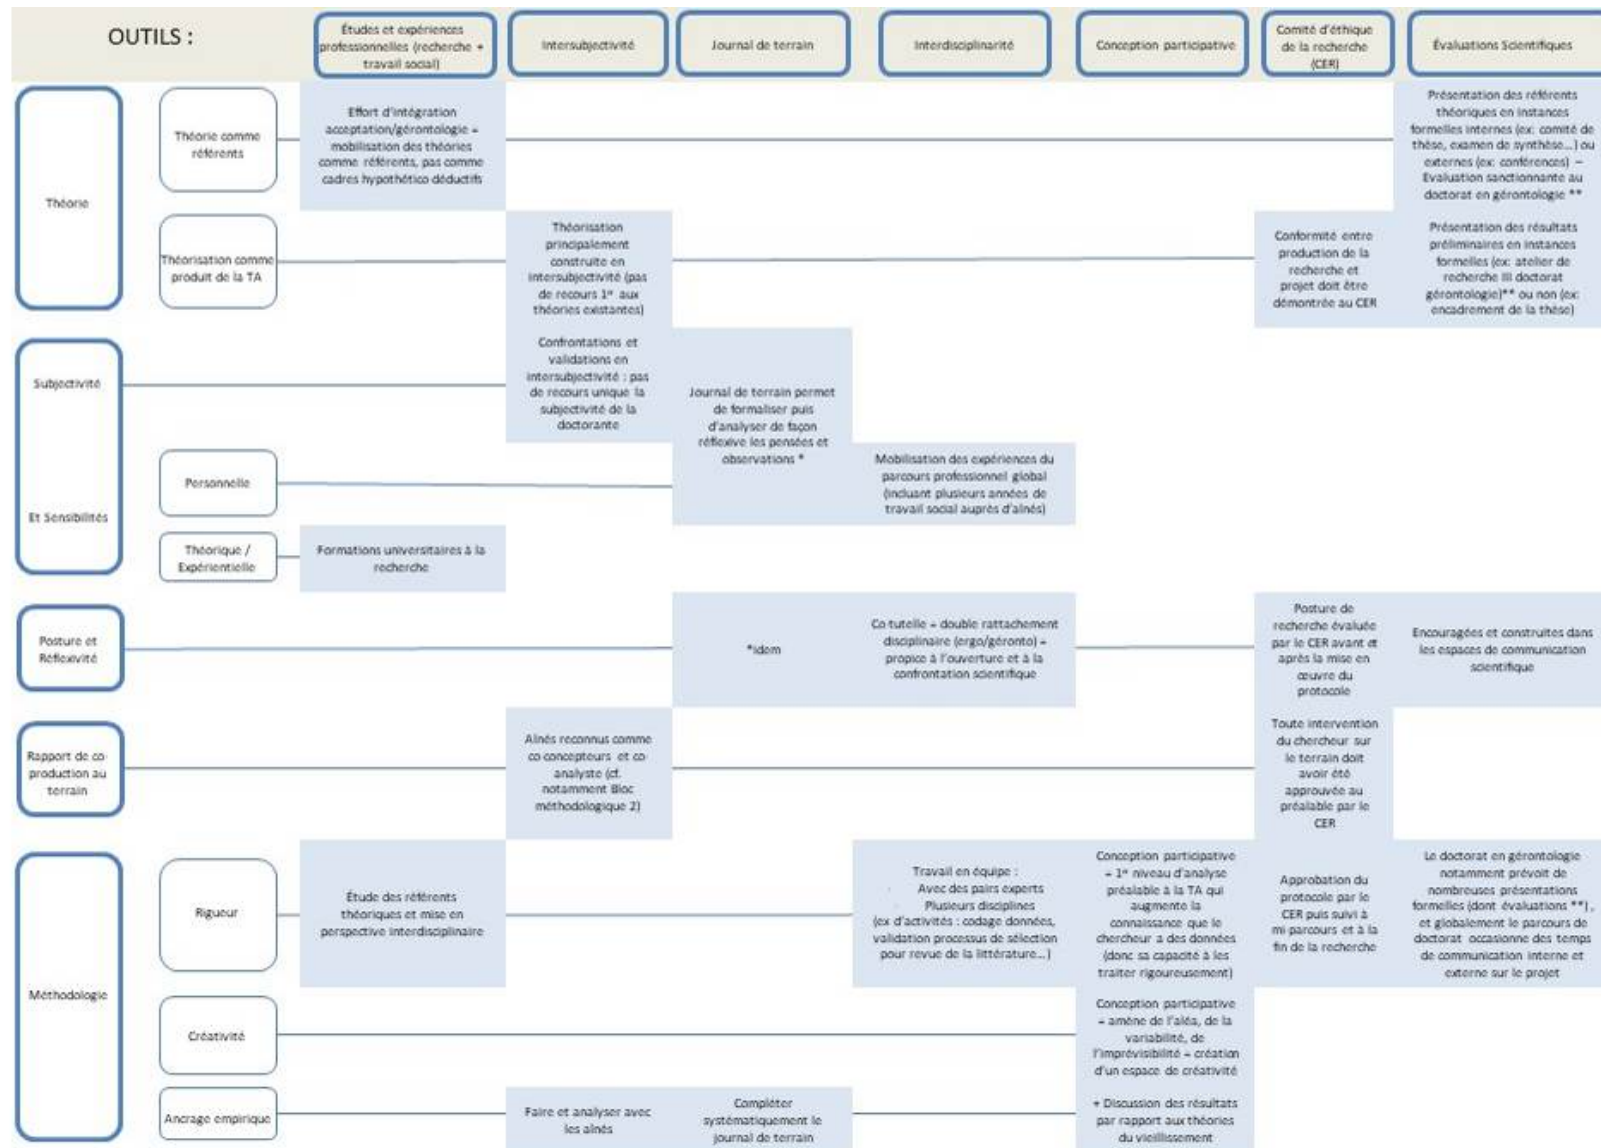 OUTILS :
Études et expériences
professionnelles (recherche +
travail social)
Intersubjectivité
Journal de terrain
Interdisciplinarité
Conception participative
Comité d'éthique
de la recherche
(CER)
Évaluations Scientifiques
Théorie
Théorie comme
référents
Effort d'intégration
acceptation/gérontologie =
mobilisation des théories
comme référents, pas comme
cadres hypothético déductifs
Présentation des référents
théoriques en instances
formelles internes (ex: comité de
thèse, examen de synthèse...) ou
externes (ex: conférences) –
Evaluation sanctionnante au
doctorat en gérontologie **
Théorisation comme
produit de la TA
Théorisation
principalement
construite en
intersubjectivité (pas
de recours 1er aux
théories existantes)
Conformité entre
production de la
recherche et
projet doit être
démontrée au CER
Présentation des résultats
préliminaires en instances
formelles (ex: atelier de
recherche III doctorat
gérontologie)** ou non (ex:
encadrement de la thèse)
Subjectivité
Et Sensibilités
Confrontations et
validations en
intersubjectivité : pas
de recours unique la
subjectivité de la
doctorante
Journal de terrain permet
de formaliser puis
d'analyser de façon
réflexive les pensées et
observations *
Personnelle
Mobilisation des expériences du
parcours professionnel global
(incluant plusieurs années de
travail social auprès d'aînés)
Théorique /
Expérientielle
Formations universitaires à la
recherche
Posture et
Réflexivité
*idem
Co tutelle = double rattachement
disciplinaire (ergo/géronto) =
propice à l'ouverture et à la
confrontation scientifique
Posture de
recherche évaluée
par le CER avant et
après la mise en
œuvre du
protocole
Encouragées et construites dans
les espaces de communication
scientifique
Rapport de co
production au
terrain
Aînés reconnus comme
co concepteurs et co
analyste (cf.
notamment Bloc
méthodologique 2)
Toute intervention
du chercheur sur
le terrain doit
avoir été
approuvée au
préalable par le
CER
Méthodologie
Rigueur
Étude des référents
théoriques et mise en
perspective interdisciplinaire
Travail en équipe :
Avec des pairs experts
Plusieurs disciplines
(ex d'activités : codage données,
validation processus de sélection
pour revue de la littérature...)
Conception participative
= 1er niveau d'analyse
préalable à la TA qui
augmente la
connaissance que le
chercheur a des données
(donc sa capacité à les
traiter rigoureusement)
Approbation du
protocole par le
CER puis suivi à
mi parcours et à la
fin de la recherche
Le doctorat en gérontologie
notamment prévoit de
nombreuses présentations
formelles (dont évaluations **) ,
et globalement le parcours de
doctorat occasionne des temps
de communication interne et
externe sur le projet
Créativité
Conception participative
= amène de l'aléa, de la
variabilité, de
l'imprévisibilité = création
d'un espace de créativité
Ancrage empirique
Faire et analyser avec
les aînés
Compléter
systématiquement le
journal de terrain
+ Discussion des résultats
par rapport aux théories
du vieillissement